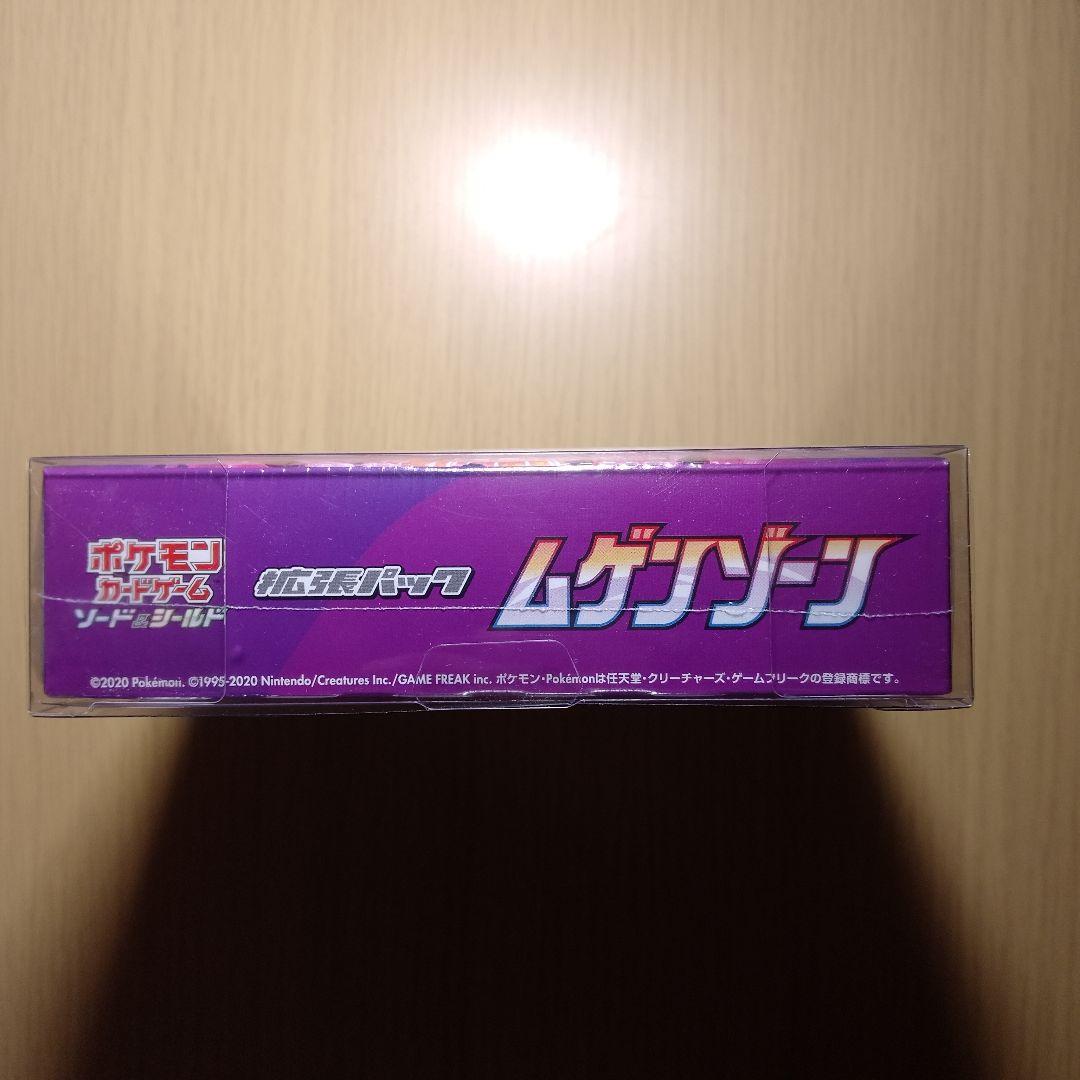 ポケモン
カードゲーム
ソード&シールド
拡張パック
ムゲンゾーン
©2020 Pokémon. ©1995-2020 Nintendo/Creatures Inc./GAME FREAK inc. ポケモン・Pokémonは任天堂・クリーチャーズ・ゲームフリークの登録商標です。